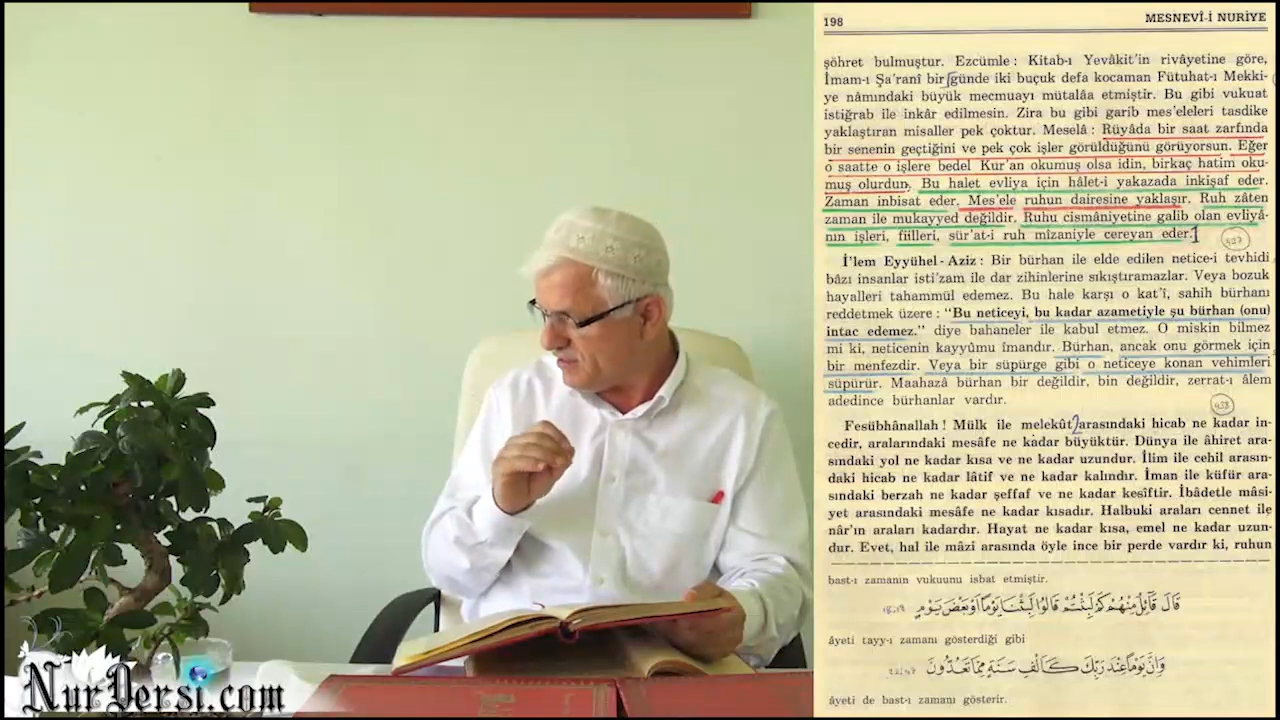 198 MESNEVÎ-İ NURİYE
şöhret bulmuştur. Ezcümle : Kitab-ı Yevâkit'in rivâyetine göre,
İmam-ı Şa'ranî bir günde iki buçuk defa kocaman Fütuhat-ı Mekki-
ye nâmındaki büyük mecmuayı mütalâa etmiştir. Bu gibi vukuat
istiğrab ile inkâr edilmesin. Zira bu gibi garib mes'eleleri tasdike
yaklaştıran misaller pek çoktur. Meselâ : Rüyâda bir saat zarfında
bir senenin geçtiğini ve pek çok işler görüldüğünü görüyorsun. Eğer
o saatte o işlere bedel Kur'an okumuş olsa idin, birkaç hatim oku-
muş olurdun. Bu halet evliya için hâlet-i yakazada inkişaf eder.
Zaman inbisat eder. Mes'ele ruhun dairesine yaklaşır. Ruh zâten
zaman ile mukayyed değildir. Ruhu cismâniyetine galib olan evliyâ-
nın işleri, fiilleri, sür'at-i ruh mîzaniyle cereyan eder. 1
İ'lem Eyyühel - Aziz : Bir bürhan ile elde edilen netice-i tevhidi
bâzı insanlar isti'zam ile dar zihinlerine sıkıştıramazlar. Veya bozuk
hayalleri tahammül edemez. Bu hale karşı o kat'î, sahih bürhanı
reddetmek üzere : "Bu neticeyi, bu kadar azametiyle şu bürhan (onu)
intac edemez." diye bahaneler ile kabul etmez. O miskin bilmez
mi ki, neticenin kayyûmu îmandır. Bürhan, ancak onu görmek için
bir menfezdir. Veya bir süpürge gibi o neticeye konan vehimleri
süpürür. Maahazâ bürhan bir değildir, bin değildir, zerrat-ı âlem
adedince bürhanlar vardır.
Fesübhânallah ! Mülk ile melekût 2 arasındaki hicab ne kadar in-
cedir, aralarındaki mesâfe ne kadar büyüktür. Dünya ile âhiret ara-
sındaki yol ne kadar kısa ve ne kadar uzundur. İlim ile cehil arasın-
daki hicab ne kadar lâtif ve ne kadar kalındır. İman ile küfür ara-
sındaki berzah ne kadar şeffaf ve ne kadar kesîftir. İbâdetle mâsi-
yet arasındaki mesâfe ne kadar kısadır. Halbuki araları cennet ile
nâr'ın araları kadardır. Hayat ne kadar kısa, emel ne kadar uzun-
dur. Evet, hal ile mâzi arasında öyle ince bir perde vardır ki, ruhun
bast-ı zamanın vukuunu isbat etmiştir.
قَالَ قَٓائِلٌ مِنْهُمْ كَمْ لَبِثْتُمْ قَالُوا لَبِثْنَا يَوْمًا اَوْ بَعْضَ يَوْمٍ
âyeti tayy-ı zamanı gösterdiği gibi
وَاِنَّ يَوْمًا عِنْدَ رَبِّكَ كَاَلْفِ سَنَةٍ مِمَّا تَعُدُّونَ
âyeti de bast-ı zamanı gösterir.
NurDersi.com